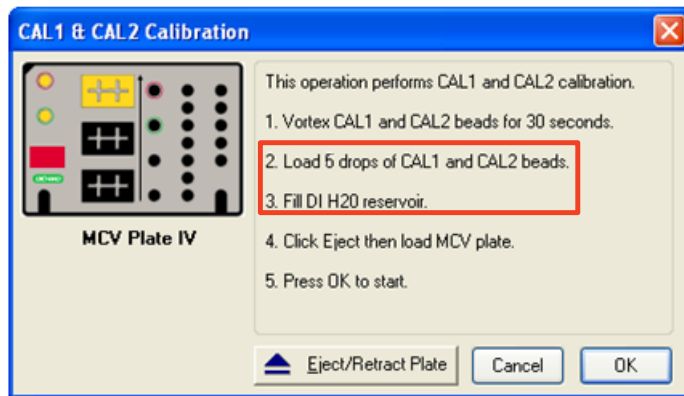 CAL1 & CAL2 Calibration
This operation performs CAL1 and CAL2 calibration.
1. Vortex CAL1 and CAL2 beads for 30 seconds.
2. Load 5 drops of CAL1 and CAL2 beads.
3. Fill DI H20 reservoir.
4. Click Eject then load MCV plate.
5. Press OK to start.
MCV Plate IV
Eject/Retract Plate
Cancel
OK